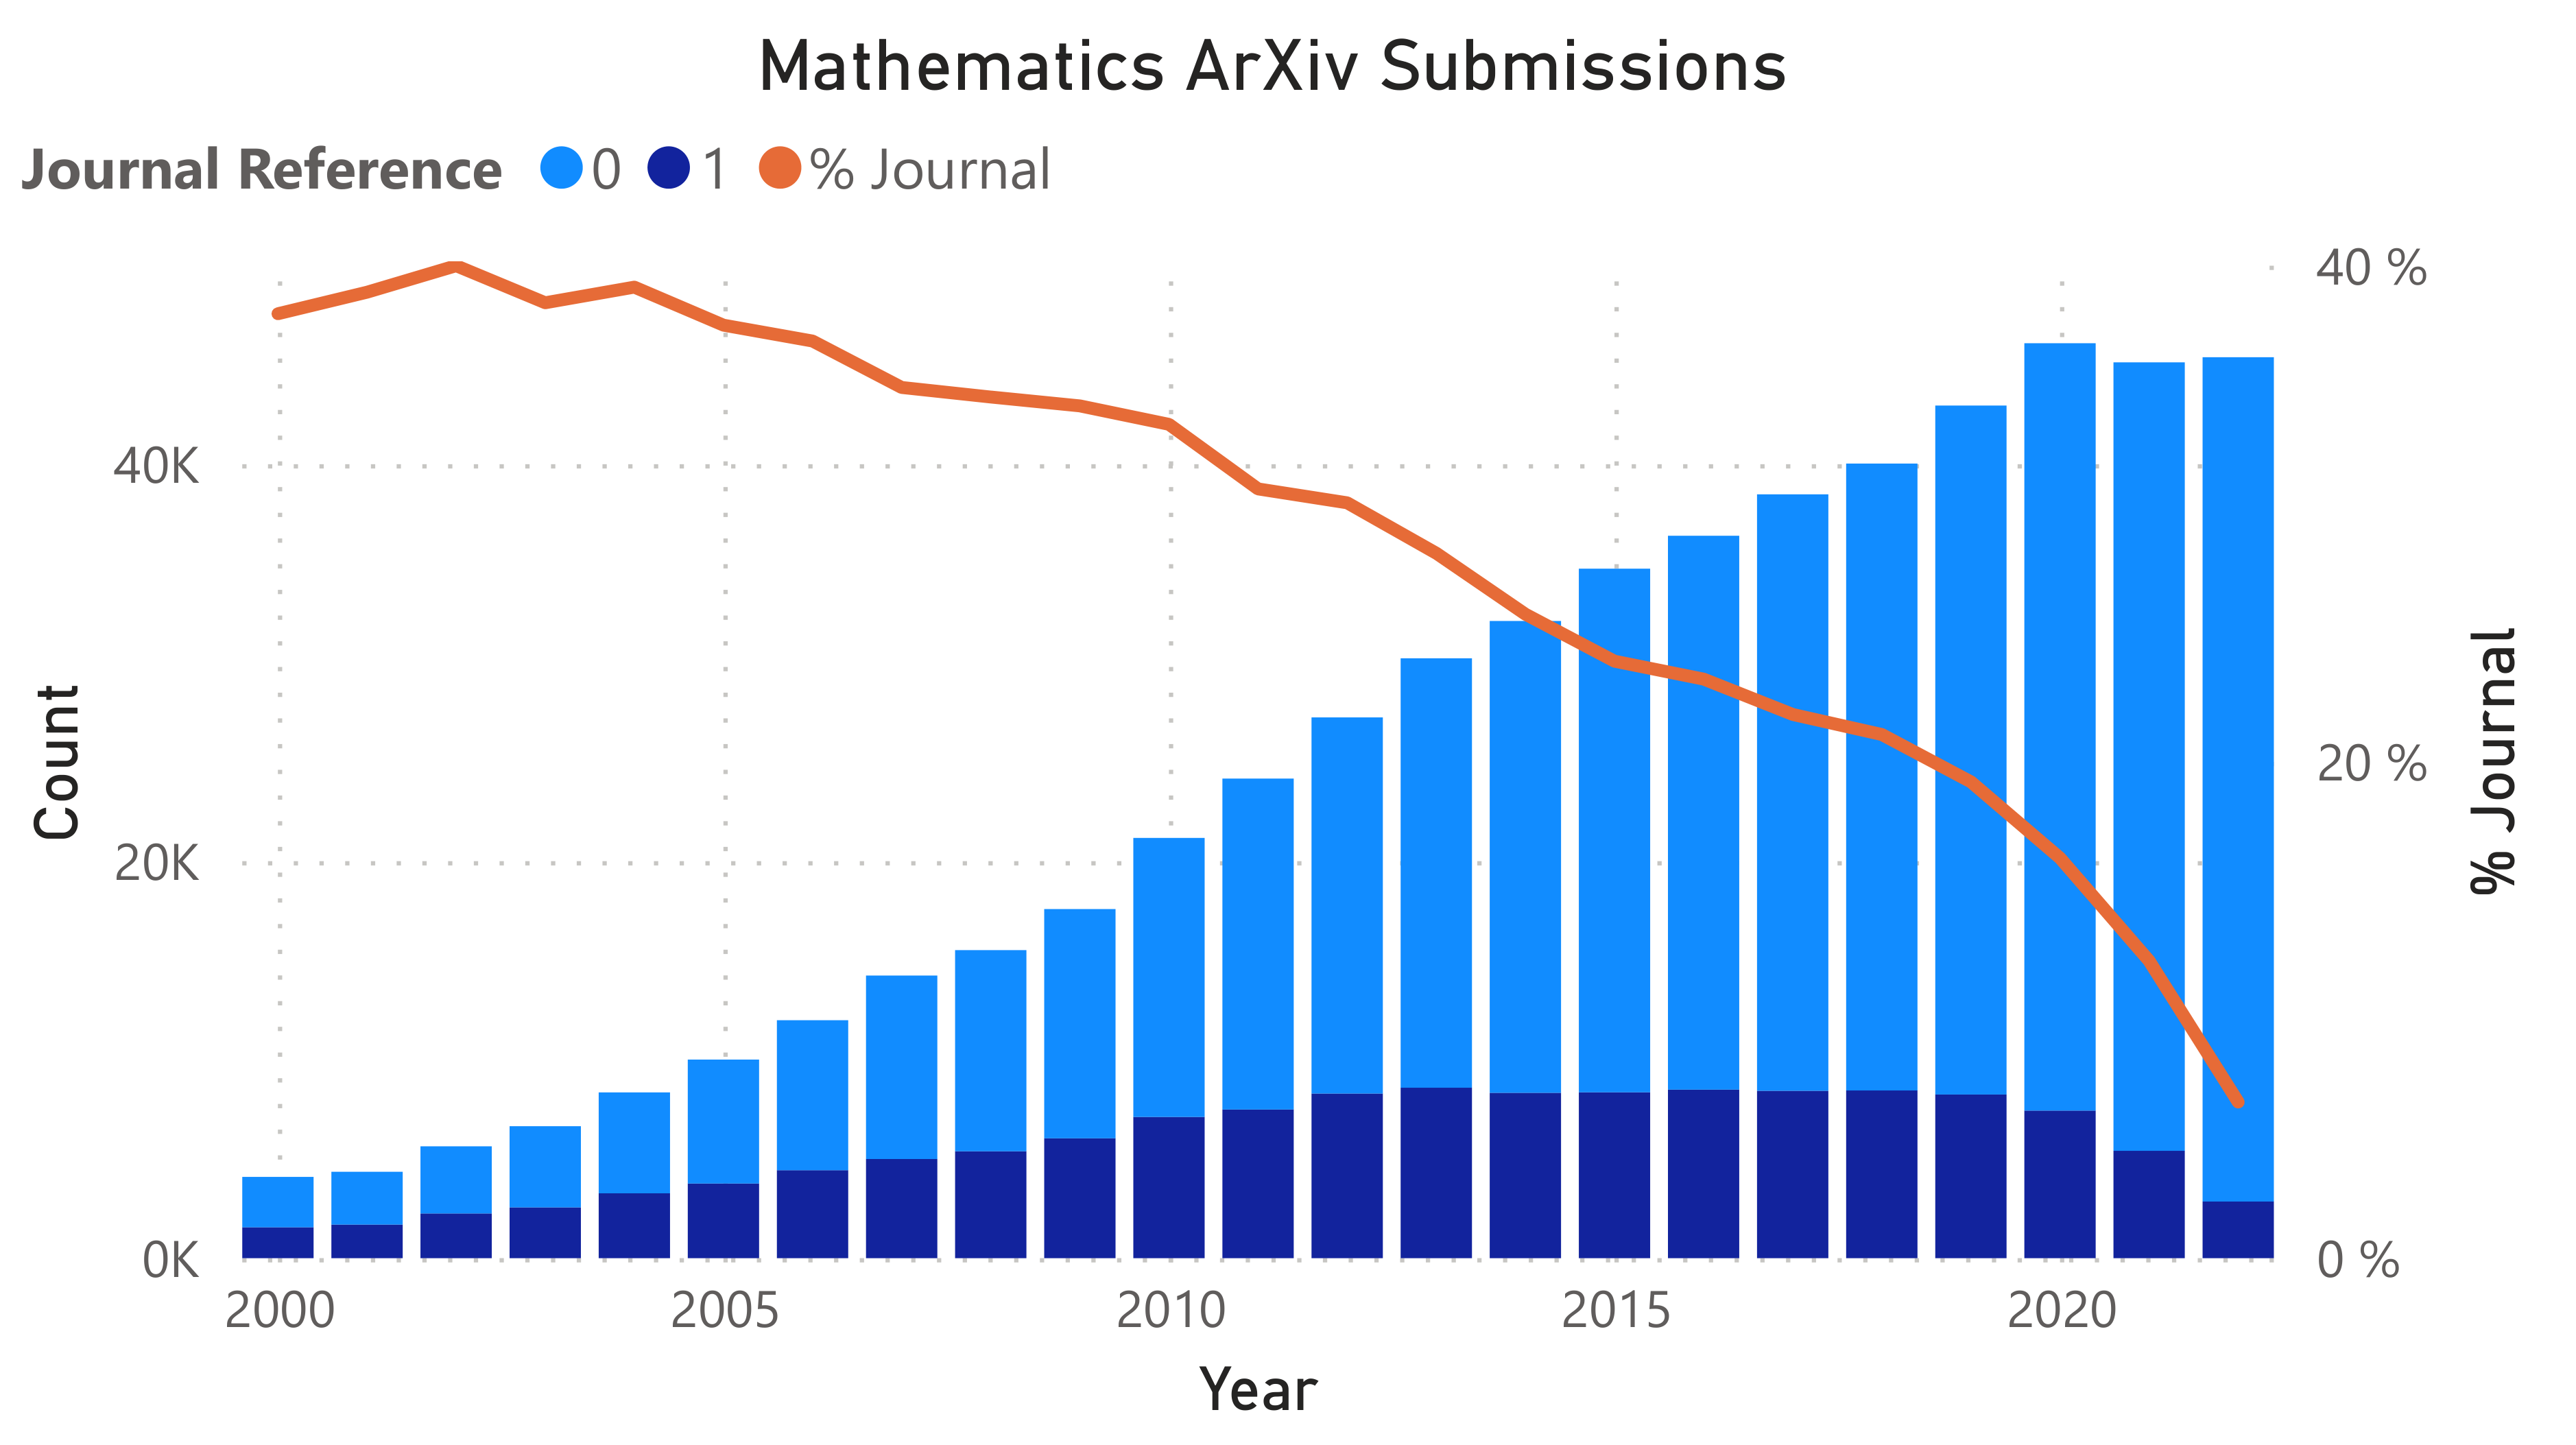 Mathematics ArXiv Submissions
Journal Reference 0 1 % Journal
40 %
40K
20 %
20K
0K
0 %
Count
% Journal
2000 2005 2010 2015 2020
Year